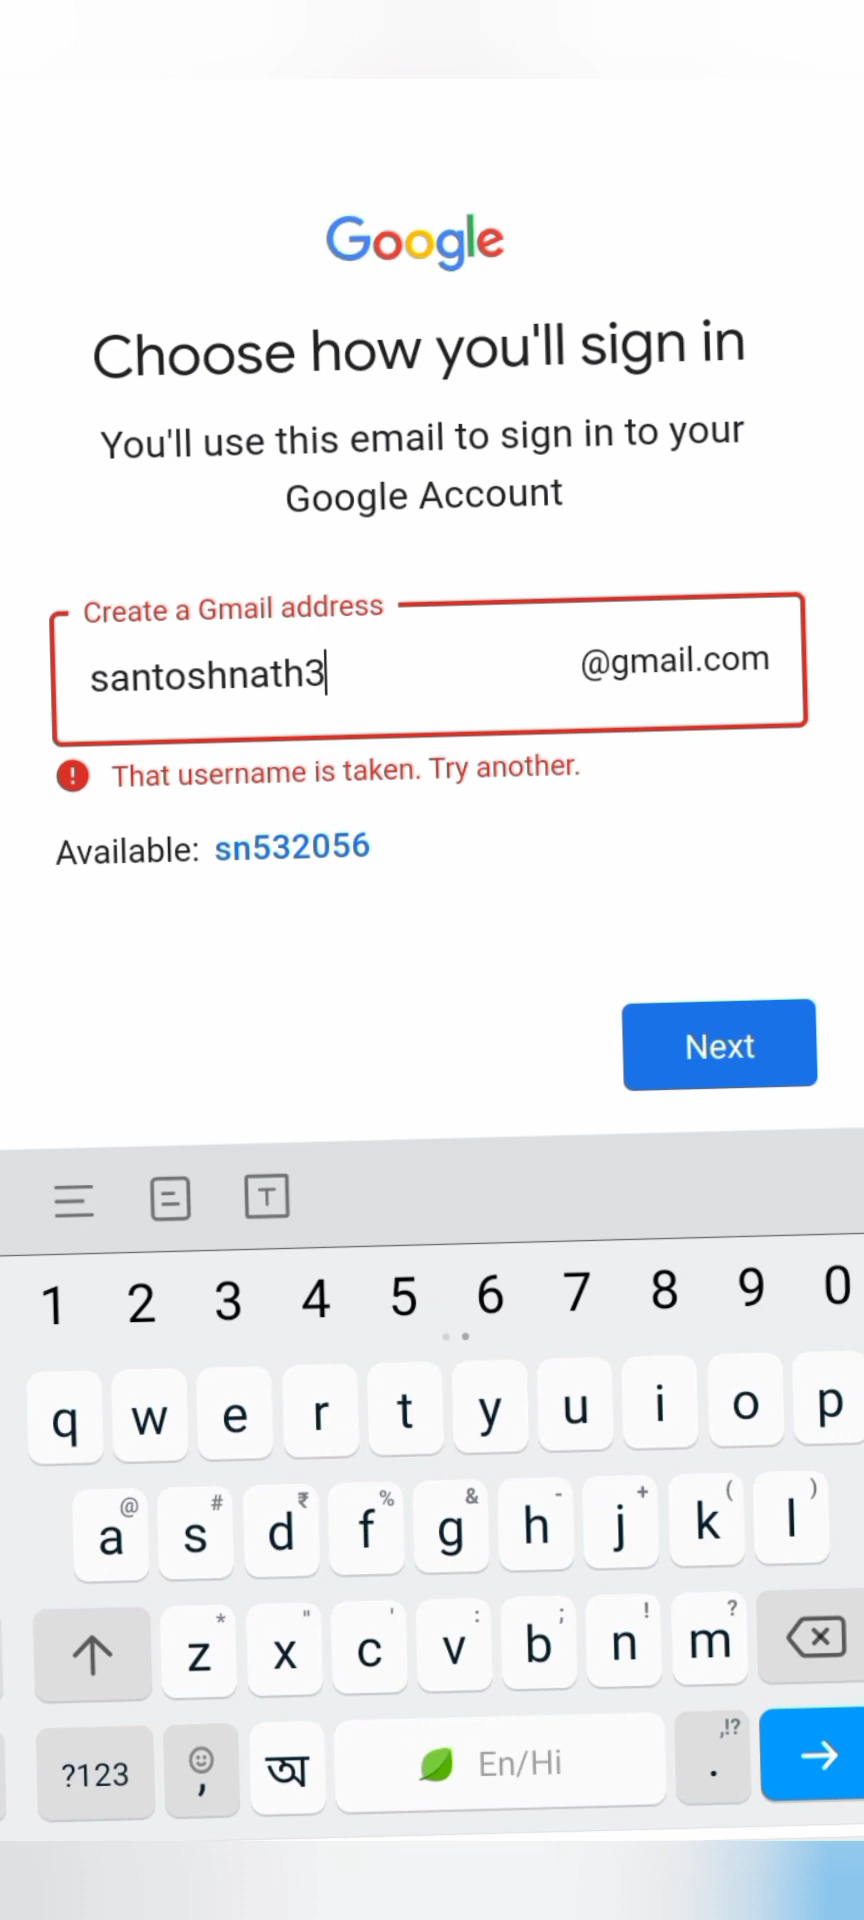 Google
Choose how you'll sign in
You'll use this email to sign in to your
Google Account
Create a Gmail address
santoshnath3 @gmail.com
! That username is taken. Try another.
Available: sn532056
Next
T
1 2 3 4 5 6 7 8 9 0
q w e r t y u i o p
@ # ₹ % & - + ( )
a s d f g h j k l
* " ' : ; ! ?
z x c v b n m
,!?
?123 , अ En/Hi .